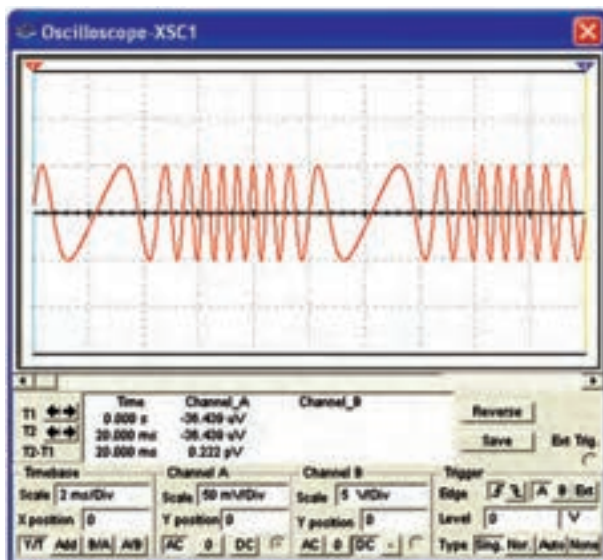 Oscilloscope-XSC1
Time Channel_A Channel_B
T1 0.000 s -36.439 uV
T2 20.000 ms -36.439 uV
T2-T1 20.000 ms 0.222 pV
Reverse
Save
Ext Trig.
Timebase Channel A Channel B Trigger
Scale 2 ms/Div Scale 50 mV/Div Scale 5 V/Div Edge A B Ext
X position 0 Y position 0 Y position 0 Level 0 V
Y/T Add B/A A/B AC 0 DC AC 0 DC - Type Sing. Nor. Auto None